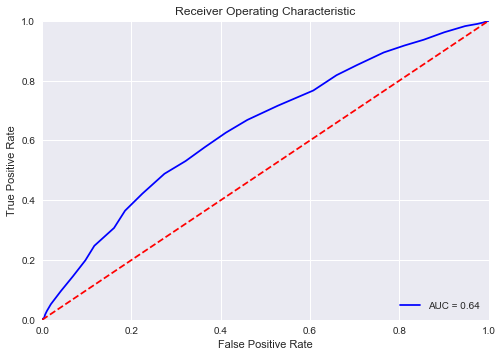 Receiver Operating Characteristic
1.0
0.8
0.6
0.4
0.2
0.0
True Positive Rate
AUC = 0.64
0.0 0.2 0.4 0.6 0.8 1.0
False Positive Rate